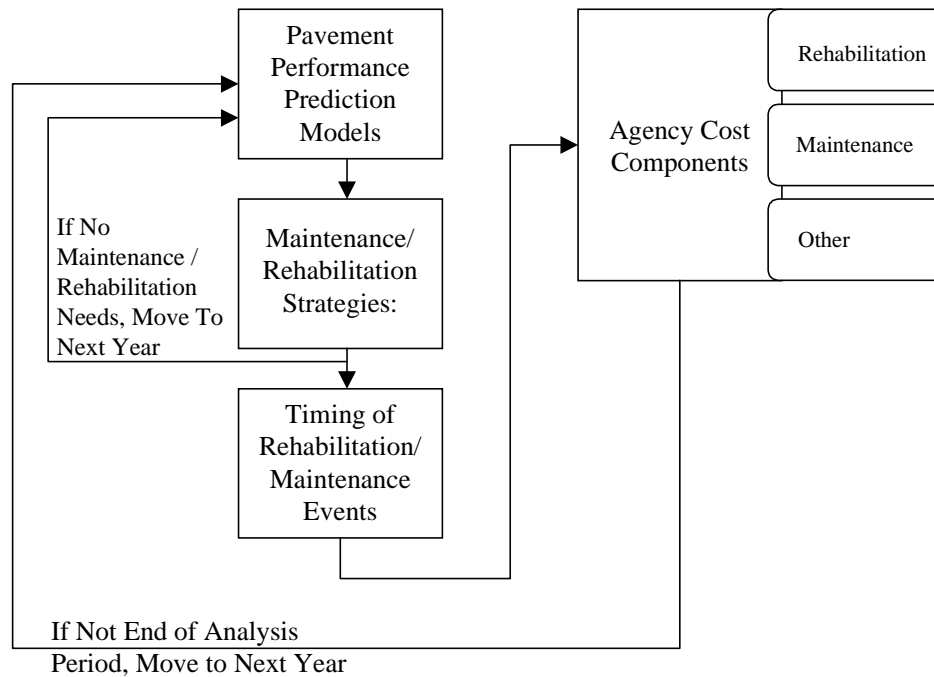 Pavement
Performance
Prediction
Models
Rehabilitation
Agency Cost
Components
Maintenance
Other
If No
Maintenance /
Rehabilitation
Needs, Move To
Next Year
Maintenance/
Rehabilitation
Strategies:
Timing of
Rehabilitation/
Maintenance
Events
If Not End of Analysis
Period, Move to Next Year